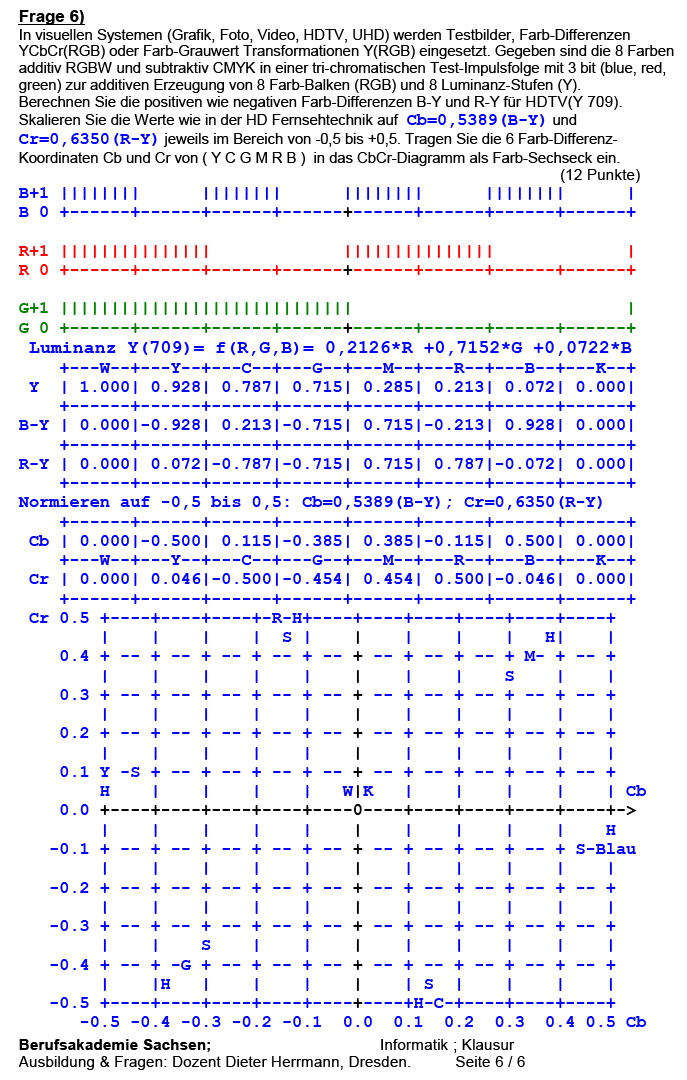 Frage 6)
In visuellen Systemen (Grafik, Foto, Video, HDTV, UHD) werden Testbilder, Farb-Differenzen
YCbCr(RGB) oder Farb-Grauwert Transformationen Y(RGB) eingesetzt. Gegeben sind die 8 Farben
additiv RGBW und subtraktiv CMYK in einer tri-chromatischen Test-Impulsfolge mit 3 bit (blue, red,
green) zur additiven Erzeugung von 8 Farb-Balken (RGB) und 8 Luminanz-Stufen (Y).
Berechnen Sie die positiven wie negativen Farb-Differenzen B-Y und R-Y für HDTV(Y 709).
Skalieren Sie die Werte wie in der HD Fernsehtechnik auf Cb=0,5389(B-Y) und
Cr=0,6350(R-Y) jeweils im Bereich von -0,5 bis +0,5. Tragen Sie die 6 Farb-Differenz-
Koordinaten Cb und Cr von ( Y C G M R B ) in das CbCr-Diagramm als Farb-Sechseck ein.
(12 Punkte)
B+1 ||||||||       ||||||||       ||||||||       ||||||||       |
B 0 +------+------+------+------+------+------+------+------+
R+1 |||||||||||||||               |||||||||||||||               |
R 0 +------+------+------+------+------+------+------+------+
G+1 ||||||||||||||||||||||||||||||                              |
G 0 +------+------+------+------+------+------+------+------+
Luminanz Y(709)= f(R,G,B)= 0,2126*R +0,7152*G +0,0722*B
+---W--+---Y--+---C--+---G--+---M--+---R--+---B--+---K--+
Y | 1.000| 0.928| 0.787| 0.715| 0.285| 0.213| 0.072| 0.000|
+------+------+------+------+------+------+------+------+
B-Y | 0.000|-0.928| 0.213|-0.715| 0.715|-0.213| 0.928| 0.000|
+------+------+------+------+------+------+------+------+
R-Y | 0.000| 0.072|-0.787|-0.715| 0.715| 0.787|-0.072| 0.000|
+------+------+------+------+------+------+------+------+
Normieren auf -0,5 bis 0,5: Cb=0,5389(B-Y); Cr=0,6350(R-Y)
+------+------+------+------+------+------+------+------+
Cb | 0.000|-0.500| 0.115|-0.385| 0.385|-0.115| 0.500| 0.000|
+---W--+---Y--+---C--+---G--+---M--+---R--+---B--+---K--+
Cr | 0.000| 0.046|-0.500|-0.454| 0.454| 0.500|-0.046| 0.000|
+------+------+------+------+------+------+------+------+
Cr 0.5 +----+----+----+-R-H+----+----+----+----+----+----+
|    |    |    |  S |    |    |    |    |   H|    |
0.4 + -- + -- + -- + -- + -- + -- + -- + -- + M- + -- +
|    |    |    |    |    |    |    |    S    |    |
0.3 + -- + -- + -- + -- + -- + -- + -- + -- + -- + -- +
|    |    |    |    |    |    |    |    |    |    |
0.2 + -- + -- + -- + -- + -- + -- + -- + -- + -- + -- +
|    |    |    |    |    |    |    |    |    |    |
0.1 Y -S + -- + -- + -- + -- + -- + -- + -- + -- + -- +
H    |    |    |    |   W|K   |    |    |    |    | Cb
0.0 +----+----+----+----+----0----+----+----+----+----+->
|    |    |    |    |    |    |    |    |    |    H
-0.1 + -- + -- + -- + -- + -- + -- + -- + -- + -- + S-Blau
|    |    |    |    |    |    |    |    |    |    |
-0.2 + -- + -- + -- + -- + -- + -- + -- + -- + -- + -- +
|    |    |    |    |    |    |    |    |    |    |
-0.3 + -- + -- + -- + -- + -- + -- + -- + -- + -- + -- +
|    |    S    |    |    |    |    |    |    |    |
-0.4 + -- + -G + -- + -- + -- + -- + -- + -- + -- + -- +
|    |H   |    |    |    |    | S  |    |    |    |
-0.5 +----+----+----+----+----+----+H-C-+----+----+----+
-0.5 -0.4 -0.3 -0.2 -0.1 0.0 0.1 0.2 0.3 0.4 0.5 Cb
Berufsakademie Sachsen; Informatik ; Klausur
Ausbildung & Fragen: Dozent Dieter Herrmann, Dresden. Seite 6 / 6